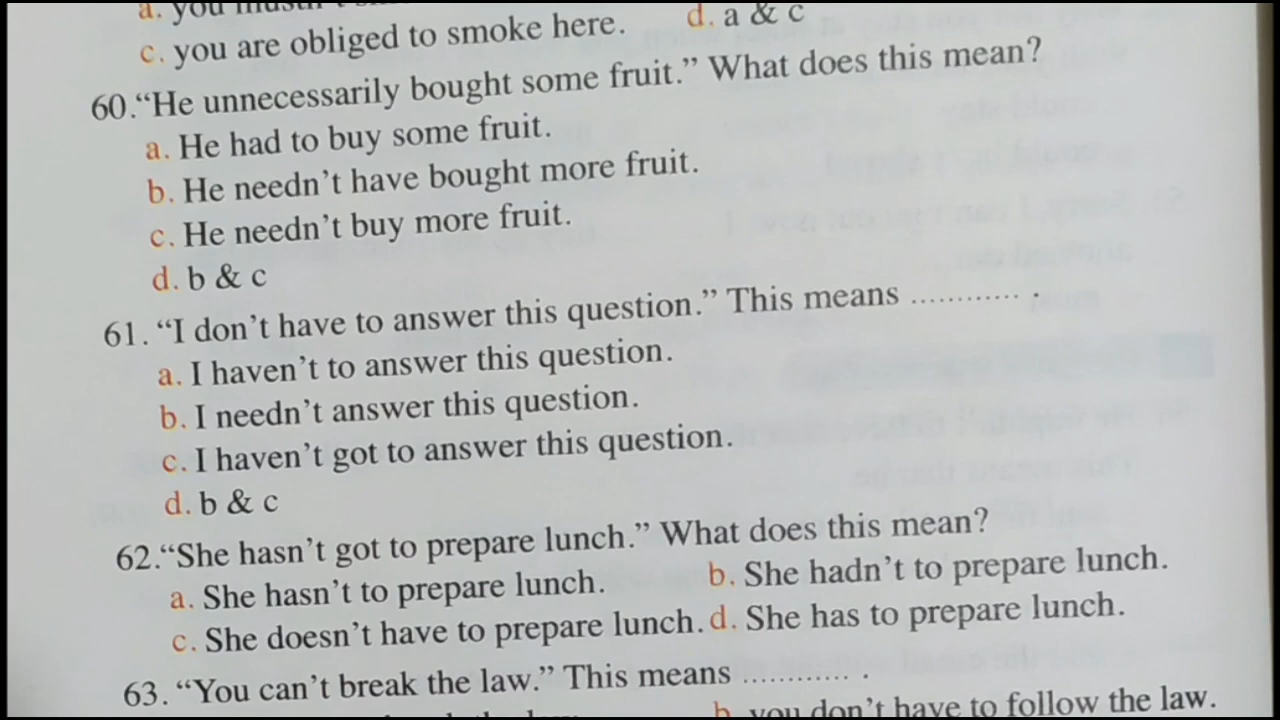 a. you
c. you are obliged to smoke here. d. a & c
60.“He unnecessarily bought some fruit.” What does this mean?
a. He had to buy some fruit.
b. He needn’t have bought more fruit.
c. He needn’t buy more fruit.
d. b & c
61. “I don’t have to answer this question.” This means ............ .
a. I haven’t to answer this question.
b. I needn’t answer this question.
c. I haven’t got to answer this question.
d. b & c
62.“She hasn’t got to prepare lunch.” What does this mean?
a. She hasn’t to prepare lunch. b. She hadn’t to prepare lunch.
c. She doesn’t have to prepare lunch. d. She has to prepare lunch.
63. “You can’t break the law.” This means ............ .
b. you don’t have to follow the law.